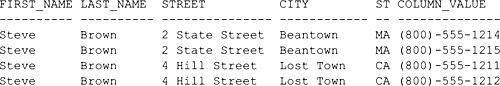 FIRST_NAME LAST_NAME STREET CITY ST COLUMN_VALUE
---------- ---------- --------------- ---------- -- ---------------
Steve Brown 2 State Street Beantown MA (800)-555-1214
Steve Brown 2 State Street Beantown MA (800)-555-1215
Steve Brown 4 Hill Street Lost Town CA (800)-555-1211
Steve Brown 4 Hill Street Lost Town CA (800)-555-1212